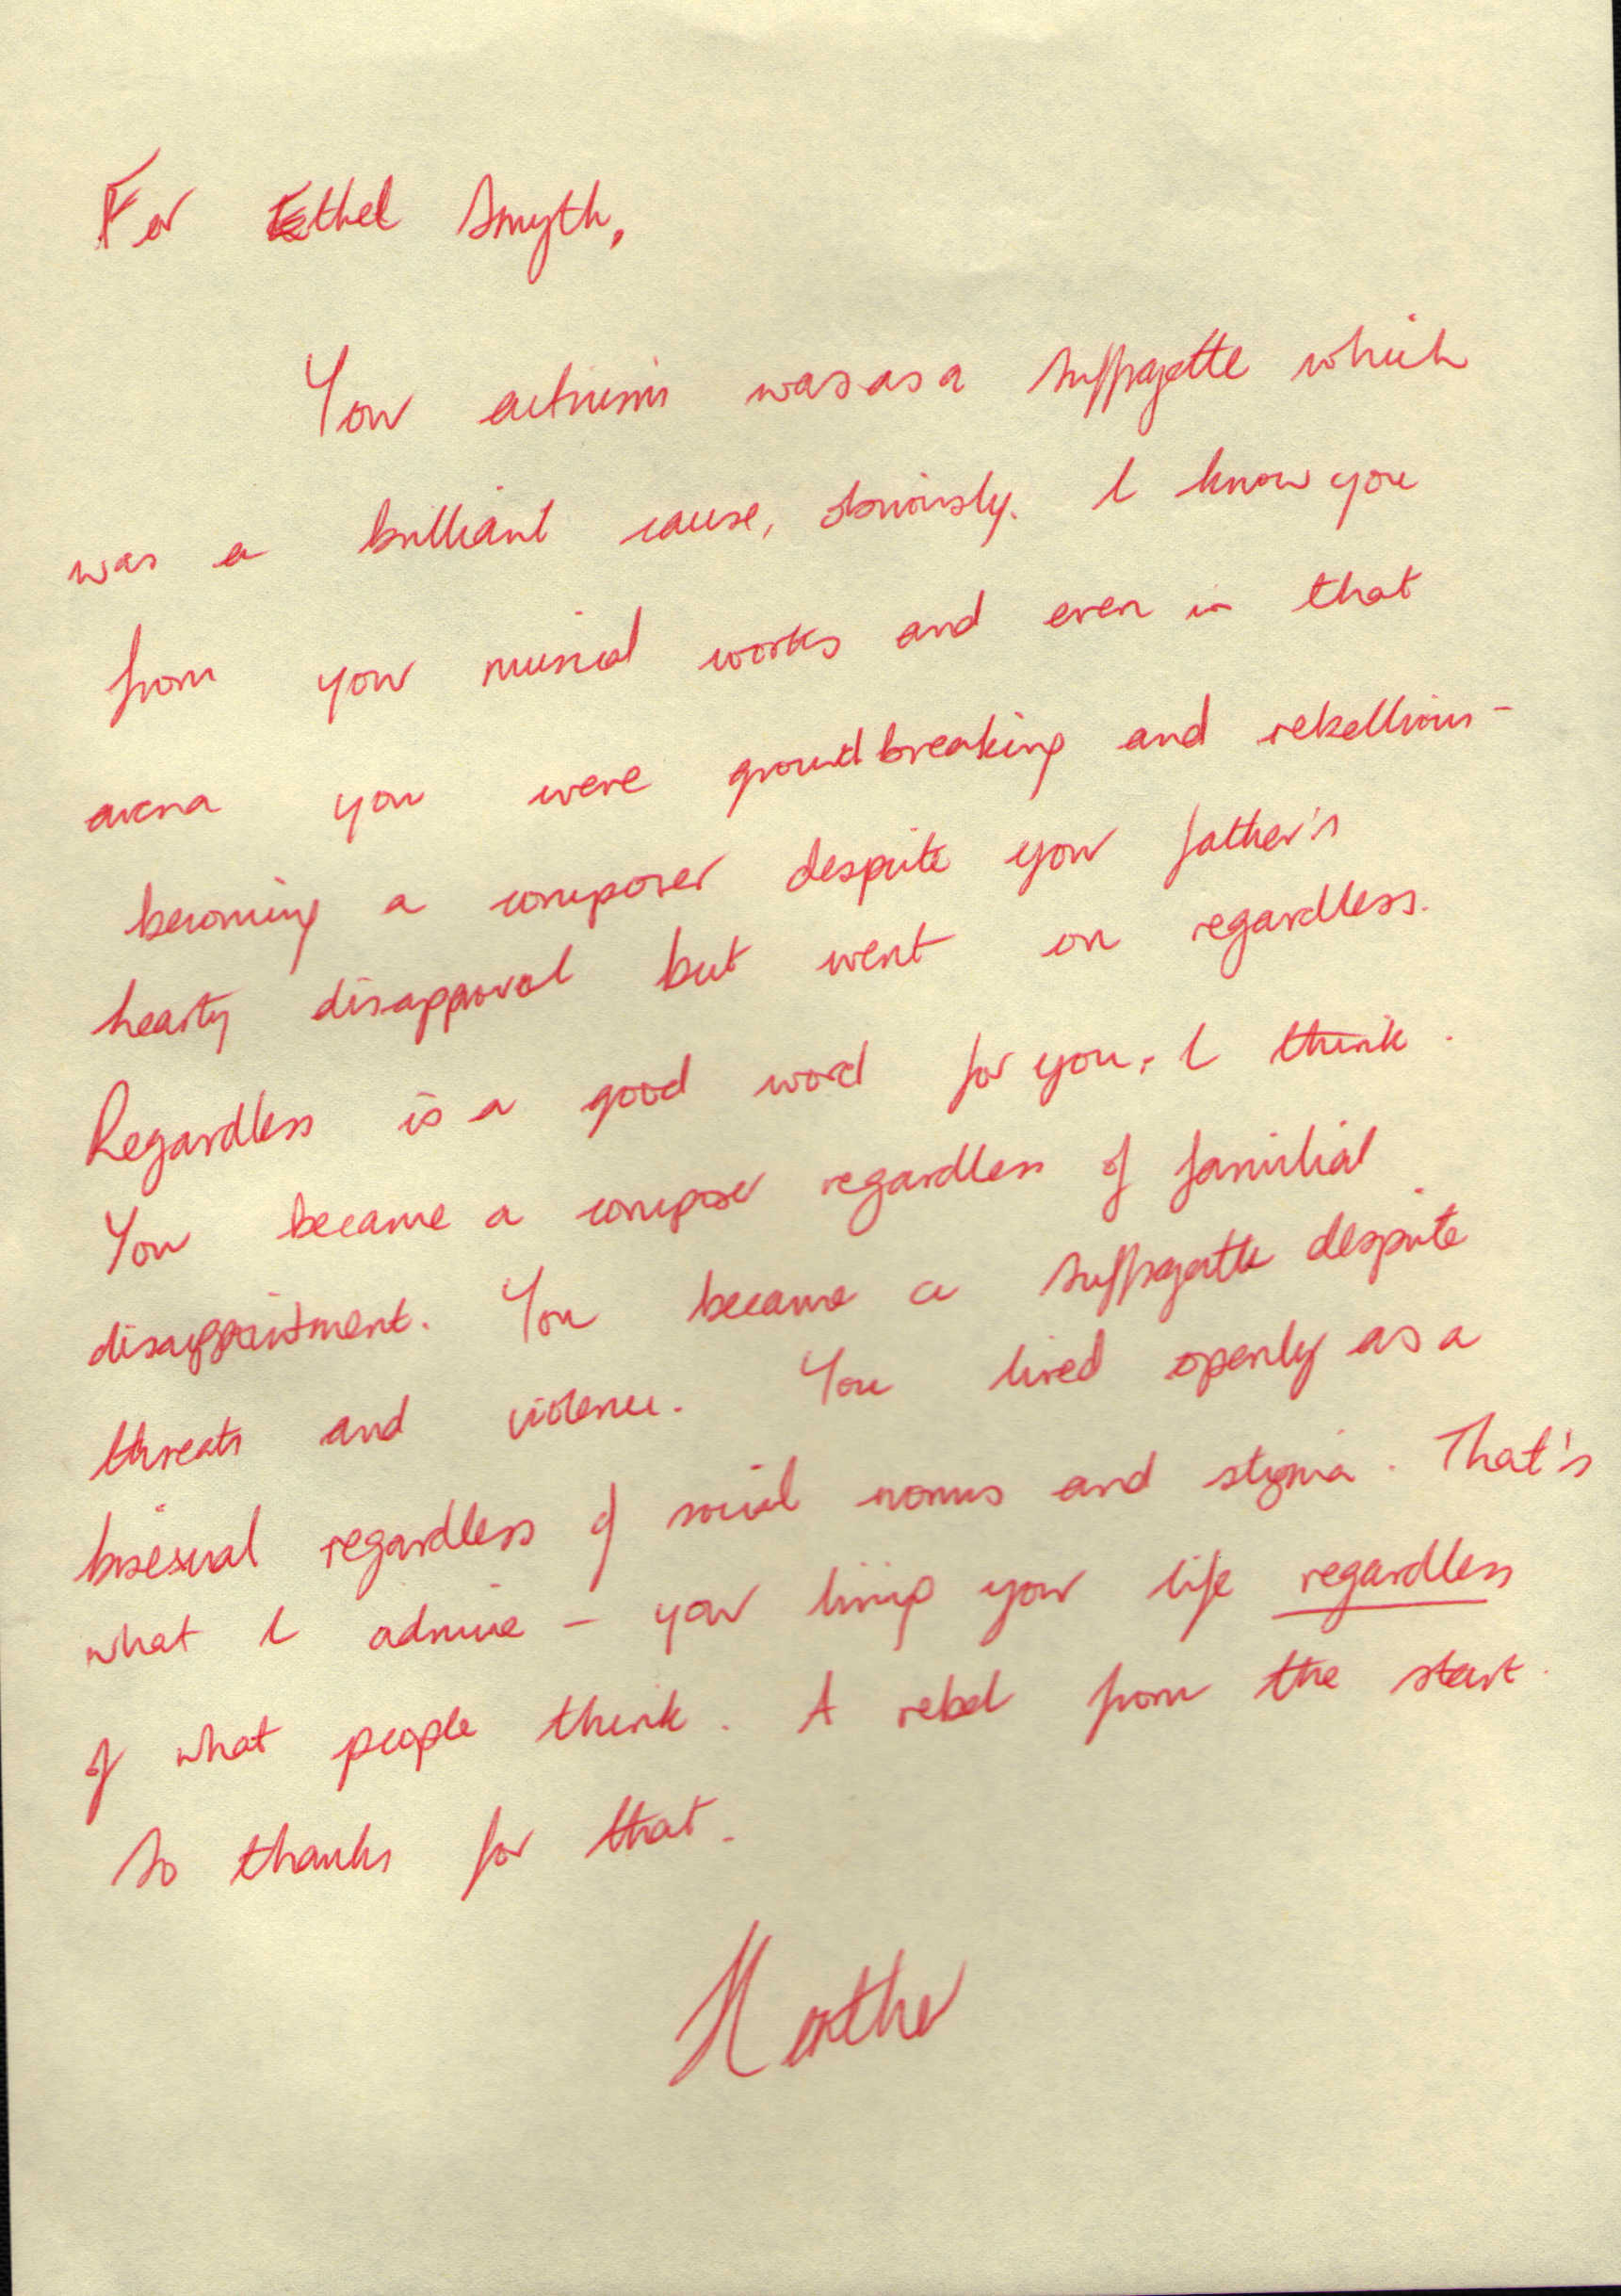 For Ethel Smyth,
Your activism was as a suffragette which
was a brilliant cause, obviously. I know you
from your musical works and even in that
arena you were groundbreaking and rebellious -
becoming a composer despite your father's
hearty disapproval but went on regardless.
Regardless is a good word for you, I think.
You became a composer regardless of familial
disappointment. You became a suffragette despite
threats and violence. You lived openly as a
bisexual regardless of social norms and stigma. That's
what I admire - your living your life regardless
of what people think. A rebel from the start.
So thanks for that.
Heather